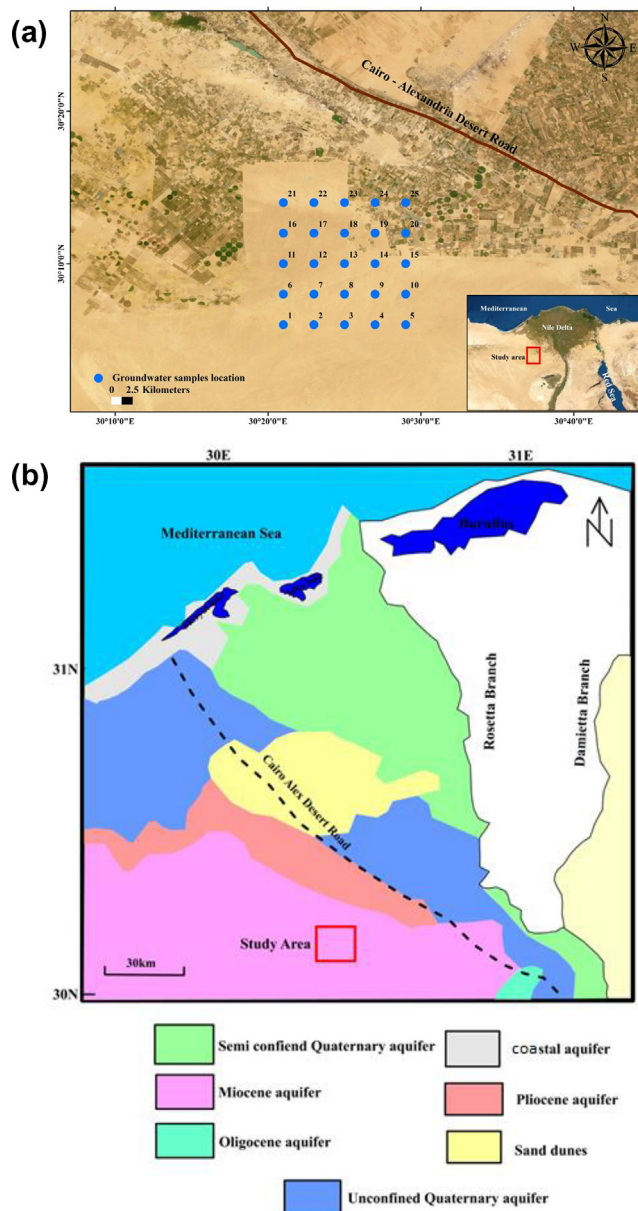 (a)
N
W E
S
Cairo - Alexandria Desert Road
30°20'0"N
30°10'0"N
21 22 23 24 25
16 17 18 19 20
11 12 13 14 15
6 7 8 9 10
1 2 3 4 5
Groundwater samples location
0 2.5 Kilometers
Mediterranean Sea
Nile Delta
Study area
Red Sea
30°10'0"E 30°20'0"E 30°30'0"E 30°40'0"E
(b)
30E 31E
Mediterranean Sea
Burullus
N
31N
Rosetta Branch
Damietta Branch
Cairo Alex Desert Road
Study Area
30km
30N
Semi confiend Quaternary aquifer
coastal aquifer
Miocene aquifer
Pliocene aquifer
Oligocene aquifer
Sand dunes
Unconfined Quaternary aquifer